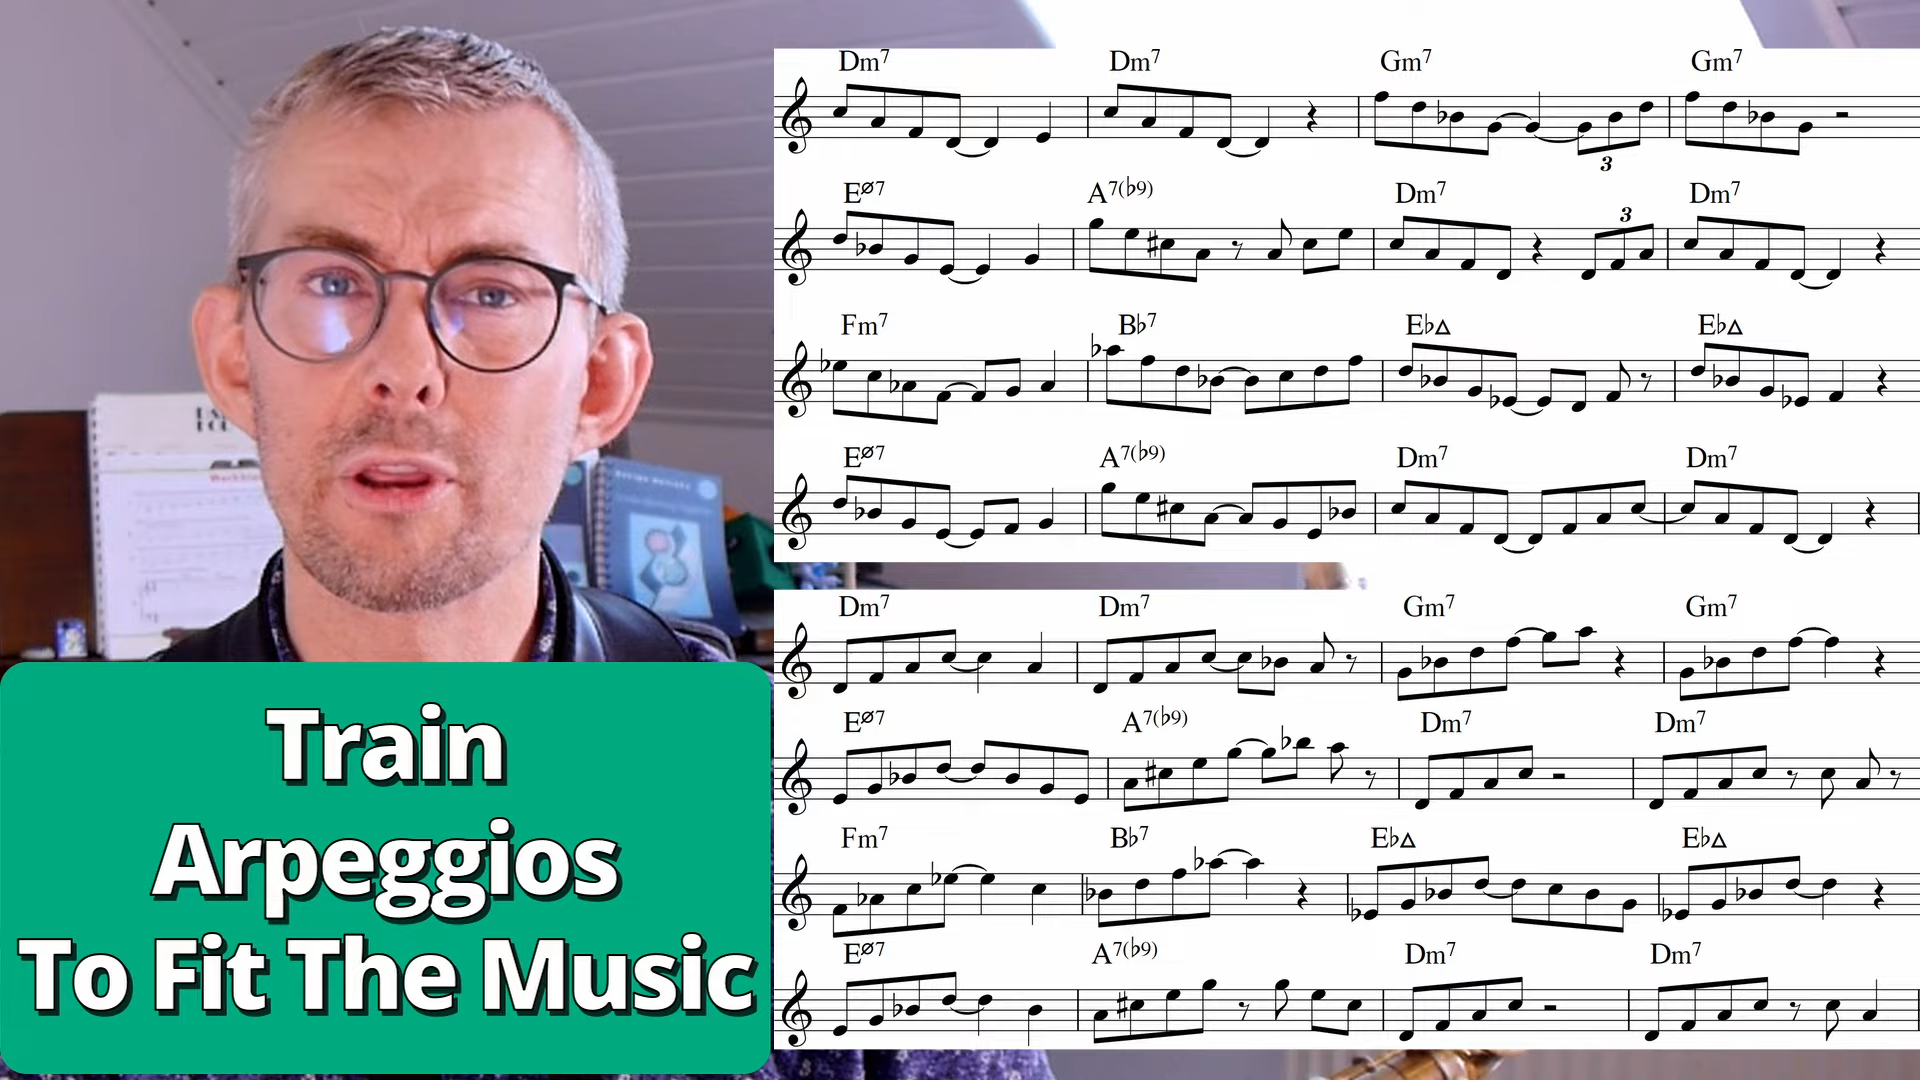 Dm7 Dm7 Gm7 Gm7
3
EØ7 A7(♭9) Dm7 Dm7
3
Fm7 B♭7 E♭△ E♭△
EØ7 A7(♭9) Dm7 Dm7
Dm7 Dm7 Gm7 Gm7
EØ7 A7(♭9) Dm7 Dm7
Fm7 B♭7 E♭△ E♭△
EØ7 A7(♭9) Dm7 Dm7
Train
Arpeggios
To Fit The Music